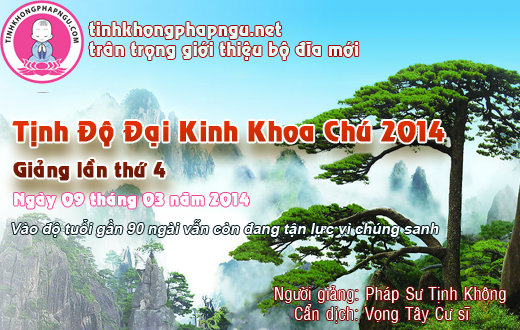 TINHKHONGPHAPNGU.NET
tinhkhongphapngu.net
trân trọng giới thiệu bộ đĩa mới
Tịnh Độ Đại Kinh Khoa Chú 2014
Giảng lần thứ 4
Ngày 09 tháng 03 năm 2014
Vào độ tuổi gần 90 ngài vẫn còn đang tận lực vì chúng sanh
Người giảng: Pháp Sư Tịnh Không
Cẩn dịch: Vọng Tây Cư sĩ